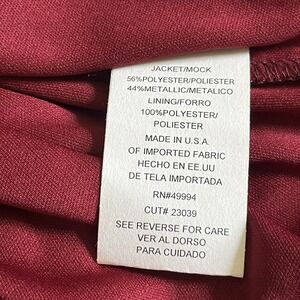 JACKET/MOCK
56%POLYESTER/POLIESTER
44%METALLIC/METALICO
LINING/FORRO
100%POLYESTER/
POLIESTER
MADE IN U.S.A.
OF IMPORTED FABRIC
HECHO EN EE.UU
DE TELA IMPORTADA
RN#49994
CUT# 23039
SEE REVERSE FOR CARE
VER AL DORSO
PARA CUIDADO